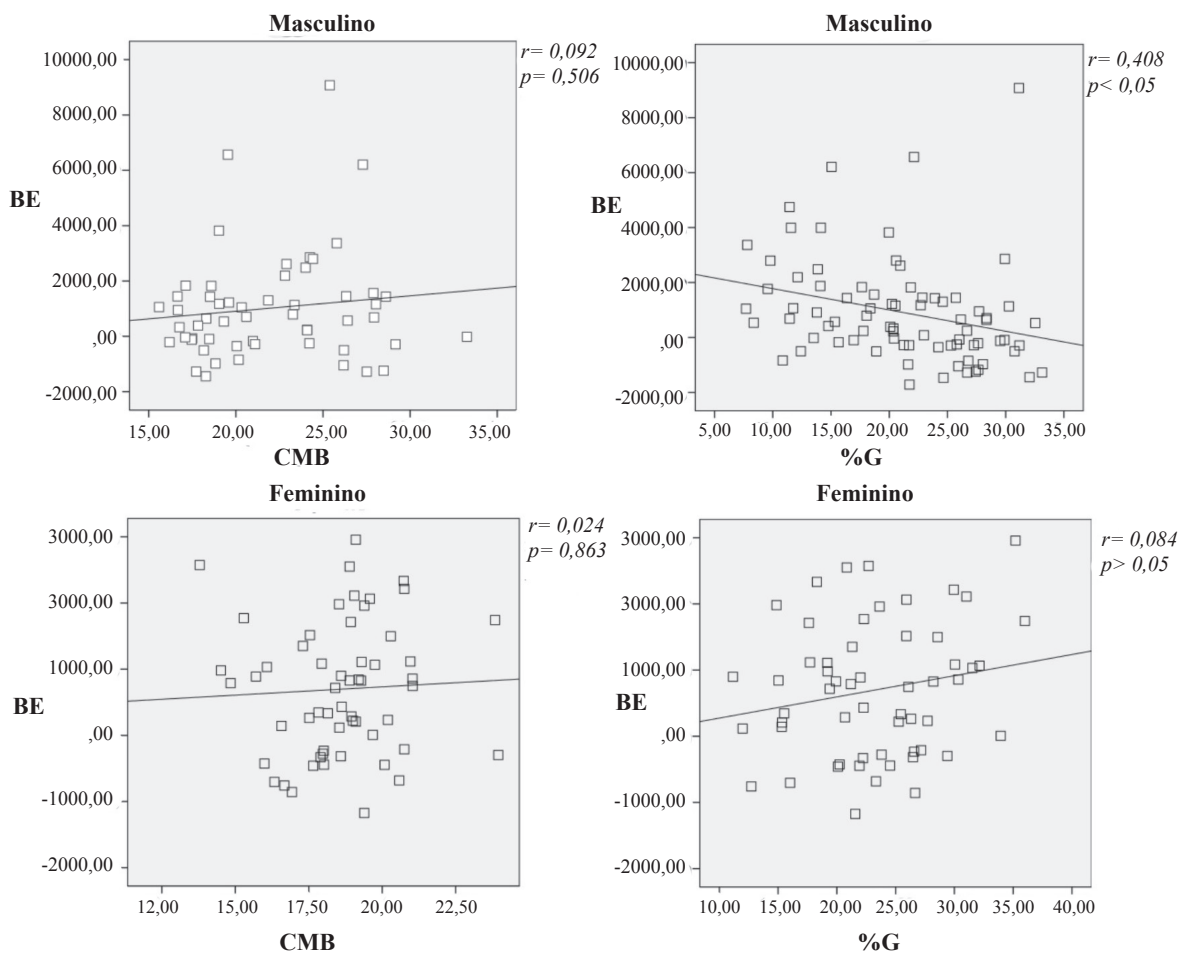 Masculino
r= 0,092
p= 0,506
10000,00
8000,00
6000,00
4000,00
2000,00
,00
-2000,00
BE
15,00 20,00 25,00 30,00 35,00
CMB
Masculino
r= 0,408
p< 0,05
10000,00
8000,00
6000,00
4000,00
2000,00
,00
-2000,00
BE
5,00 10,00 15,00 20,00 25,00 30,00 35,00
%G
Feminino
r= 0,024
p= 0,863
3000,00
3000,00
1000,00
,00
-1000,00
-2000,00
BE
12,00 15,00 17,50 20,00 22,50
CMB
Feminino
r= 0,084
p> 0,05
3000,00
3000,00
1000,00
,00
-1000,00
-2000,00
BE
10,00 15,00 20,00 25,00 30,00 35,00 40,00
%G